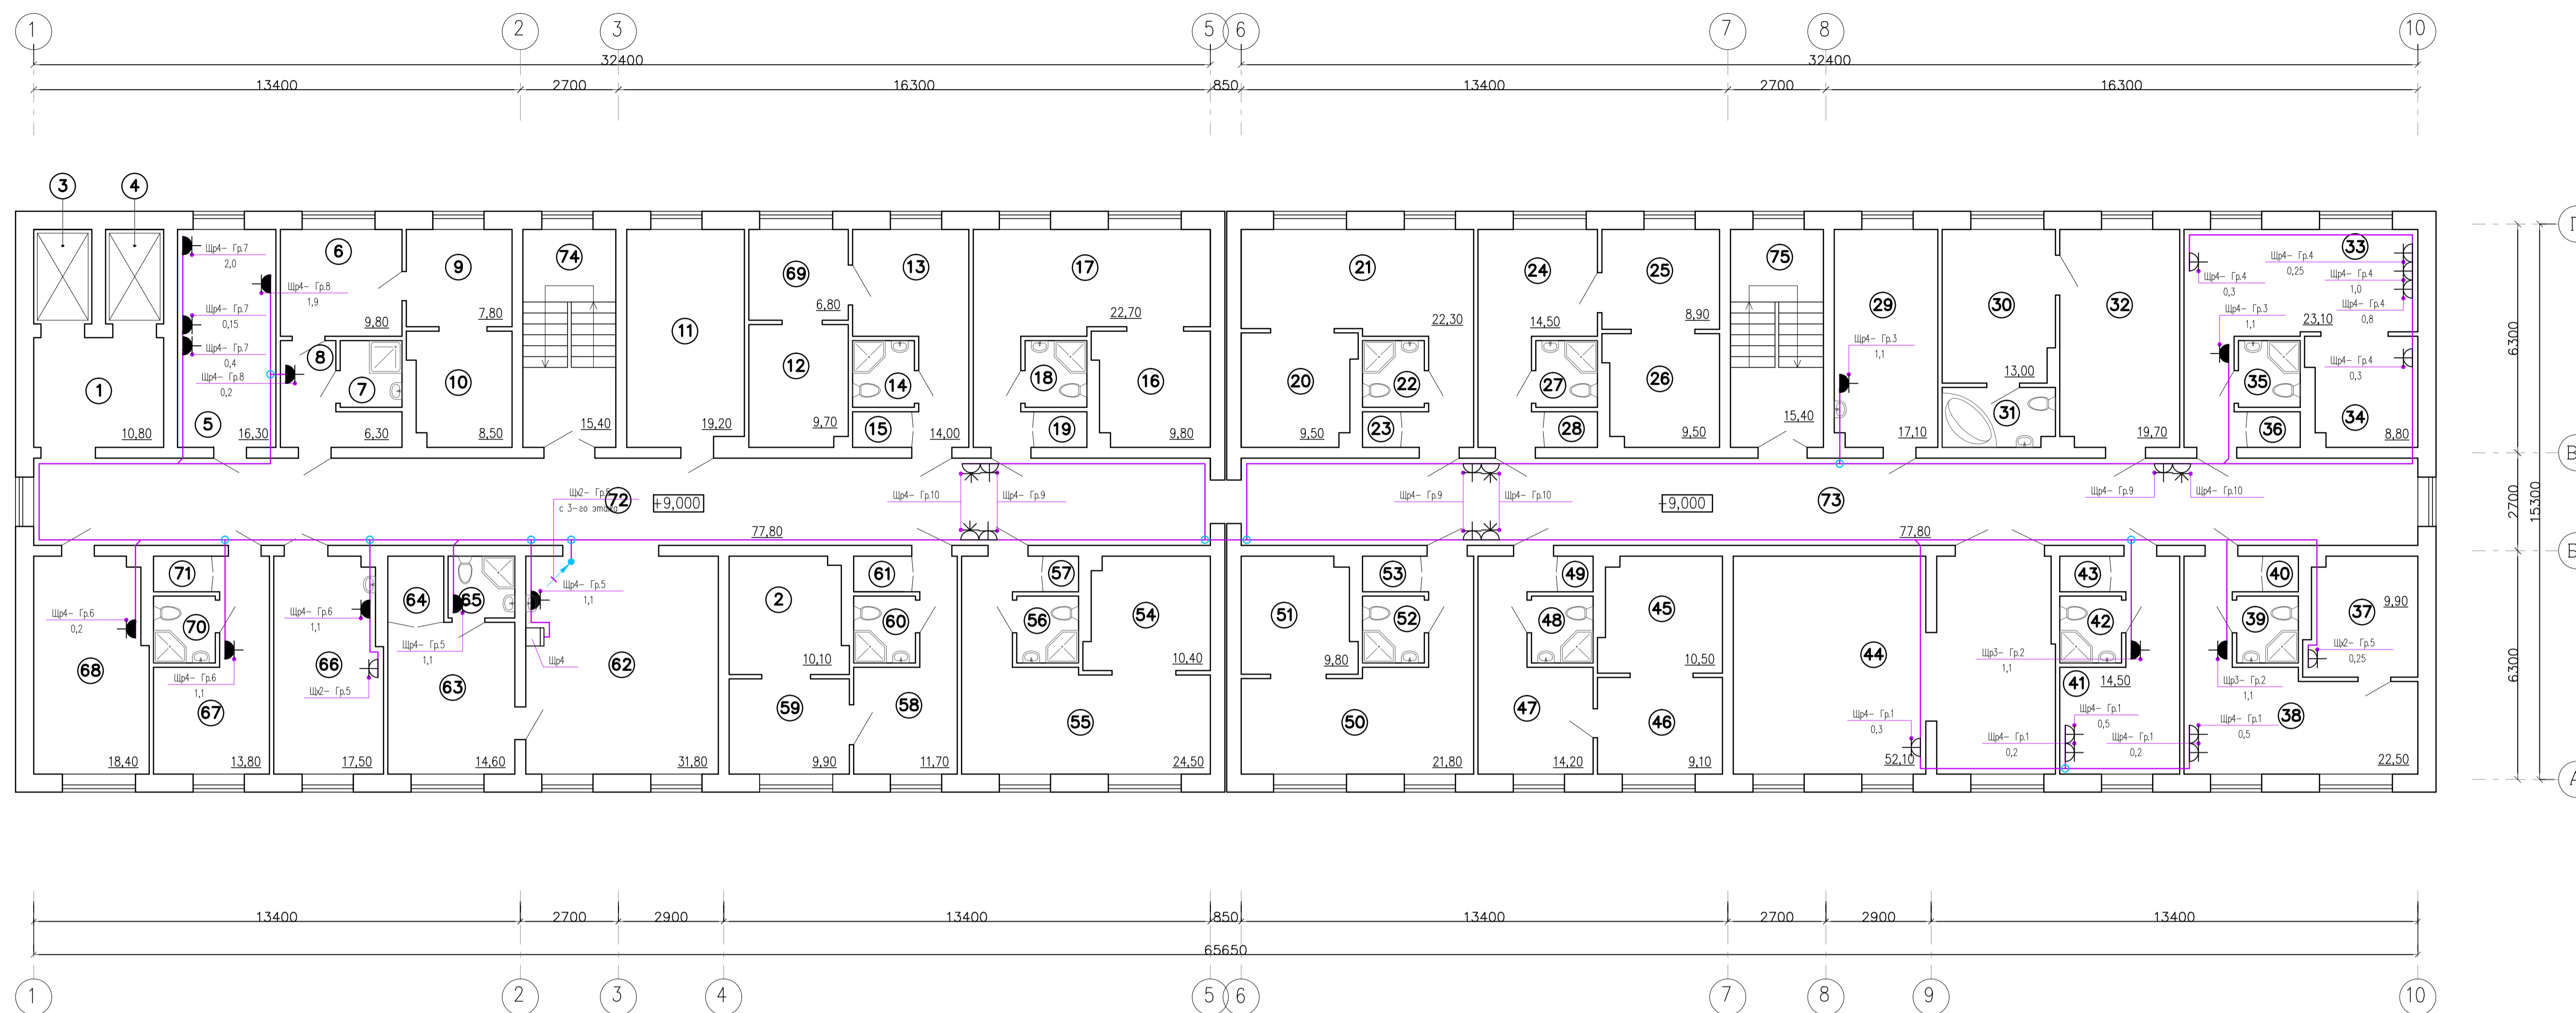 1 2 3 5 6 7 8 10
32400 32400
13400 2700 16300 850 13400 2700 16300
3 4
Г
Щр4- Гр.7
2,0
Щр4- Гр.8
1,9
Щр4- Гр.7
0,15
Щр4- Гр.7
0,4
Щр4- Гр.8
0,2
6 9 74 69 13 17 21 24 25 75 29 30 32 33
9,80 7,80 6,80 22,70 22,30 14,50 8,90 23,10
Щр4- Гр.4
0,25
Щр4- Гр.4
1,0
Щр4- Гр.4
0,8
Щр4- Гр.4
0,3
Щр4- Гр.3
1,1
Щр4- Гр.4
0,3
Щр4- Гр.3
1,1
11 8 12 7 10 14 18 16 20 22 27 26 35 34
1 5 15 19 23 28 31 36
13,00
10,80 16,30 6,30 8,50 15,40 19,20 9,70 14,00 9,80 9,50 9,50 15,40 17,10 19,70 8,80
6300
В
Щр4- Гр.10 Щр4- Гр.9 Щр4- Гр.9 Щр4- Гр.10 Щр4- Гр.9 Щр4- Гр.10
Щк2- Гр.5
с 3-го этажа
72 +9,000 +9,000 73
77,80 77,80
2700
15300
71 61 57 53 49 43 40
Щр4- Гр.5
1,1
Щр4- Гр.6
0,2
Щр4- Гр.6
1,1
64 65 2 54 51 45 37
9,90
70 60 56 52 48 42 39
Щр4- Гр.5
1,1
Щр4
Щр3- Гр.2
1,1
Щк2- Гр.5
0,25
68 66 63 62 44 41
10,10 10,40 9,80 10,50 14,50
Щр4- Гр.6
1,1
Щк2- Гр.5
Щр3- Гр.2
1,1
67 59 58 55 50 47 46 38
Щр4- Гр.1
0,3
Щр4- Гр.1
0,5
Щр4- Гр.1
0,2
Щр4- Гр.1
0,5
Щр4- Гр.1
0,2
18,40 13,80 17,50 14,60 31,80 9,90 11,70 24,50 21,80 14,20 9,10 52,10 22,50
6300
13400 2700 2900 13400 850 13400 2700 2900 13400
65650
1 2 3 4 5 6 7 8 9 10